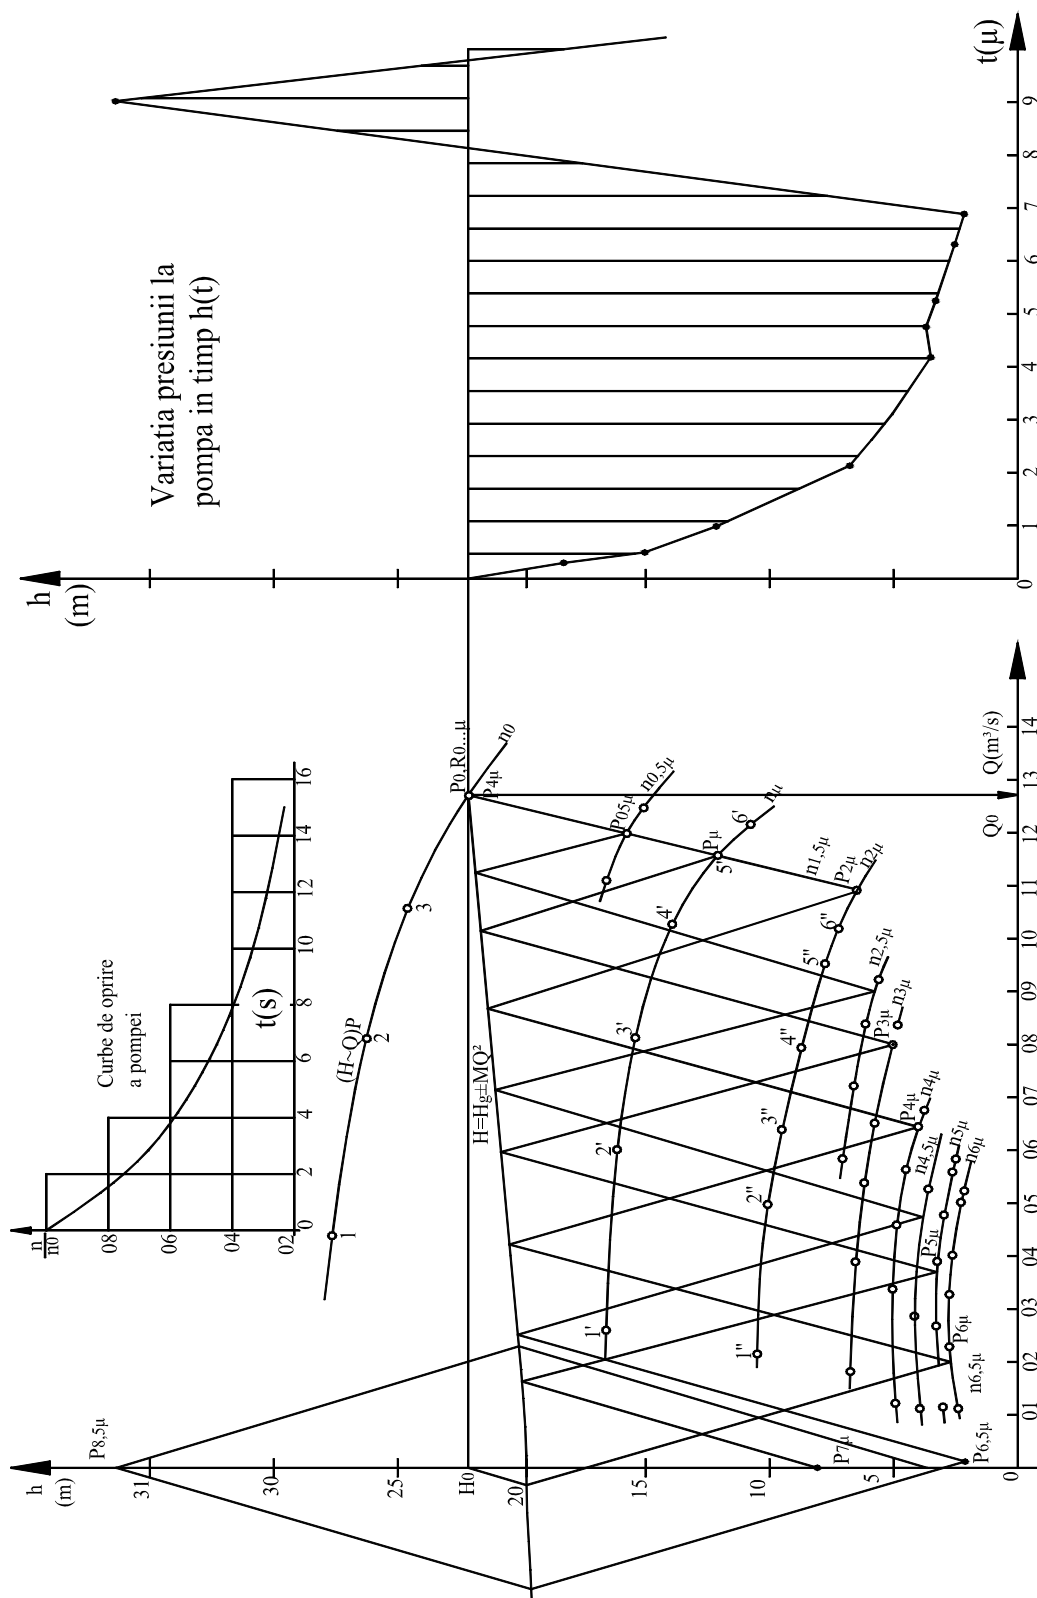 Variatia presiunii la
pompa in timp h(t)
h
(m)
t(μ)
0
1
2
3
4
5
6
7
8
9
Curbe de oprire
a pompei
n
n0
08
06
04
02
0
2
4
6
8
10
12
14
16
t(s)
h
(m)
31
30
25
H0
20
15
10
5
0
01
02
03
04
05
06
07
08
09
10
11
12
13
14
Q0
Q(m³/s)
P8,5μ
(H~Q)P
1
2
3
P0,R0...μ
P4μ
n0
H=Hg±MQ²
1'
2'
3'
4'
5'
6'
P05μ
n0,5μ
Pμ
nμ
1"
2"
3"
4"
5"
6"
n1,5μ
P2μ
n2μ
n2,5μ
P3μ
n3μ
P4μ
n4μ
n4,5μ
P5μ
n5μ
n6μ
P6μ
n6,5μ
P7μ
P6,5μ